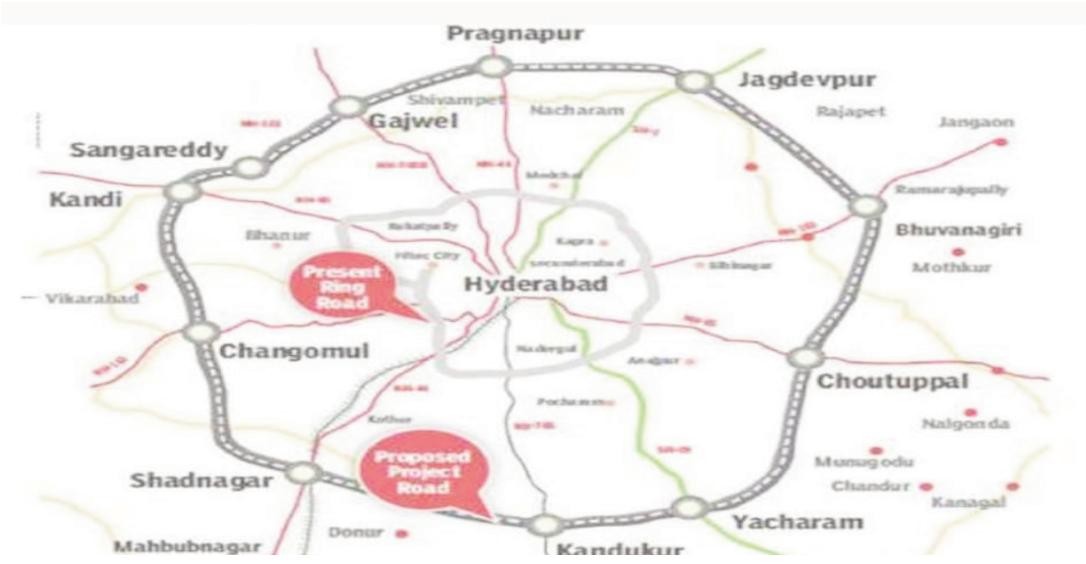 Pragnapur
Jagdevpur
Shivampet
Nacharam
Rajapet
Gajwel
Jangaon
Sangareddy
Kandi
Ramarajupally
Bhuvanagiri
Bhanur
Kapra
Mothkur
Hitec City
secunderabad
Present
Ring
Road
Hyderabad
Vikarabad
Changomul
Nadergul
Choutuppal
Nalgonda
Kothur
Proposed
Project
Road
Munugodu
Shadnagar
Chandur
Kanagal
Donur
Yacharam
Mahbubnagar
Kandukur